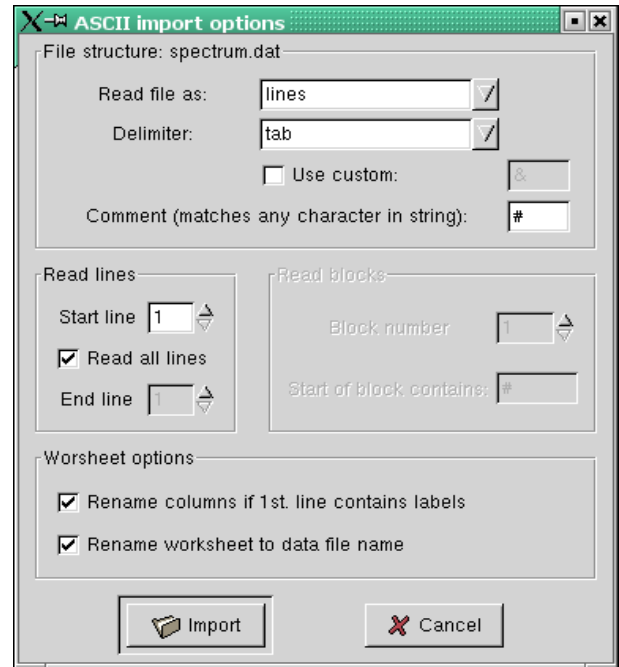 ASCII import options
File structure: spectrum.dat
Read file as: lines
Delimiter: tab
Use custom: &
Comment (matches any character in string): #
Read lines
Start line 1
Read all lines
End line 1
Read blocks
Block number 1
Start of block contains: #
Worsheet options
Rename columns if 1st. line contains labels
Rename worksheet to data file name
Import
Cancel